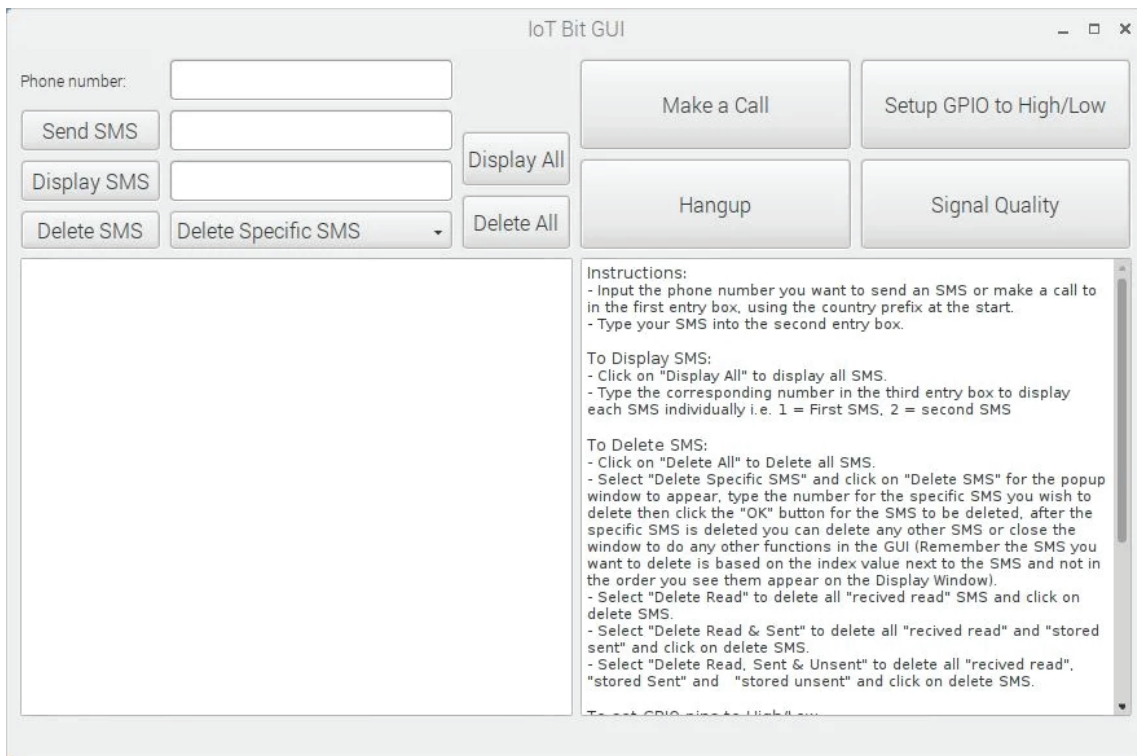 IoT Bit GUI
Phone number:
Send SMS
Display SMS
Delete SMS
Delete Specific SMS
Display All
Delete All
Make a Call
Setup GPIO to High/Low
Hangup
Signal Quality
Instructions:
- Input the phone number you want to send an SMS or make a call to
in the first entry box, using the country prefix at the start.
- Type your SMS into the second entry box.
To Display SMS:
- Click on "Display All" to display all SMS.
- Type the corresponding number in the third entry box to display
each SMS individually i.e. 1 = First SMS, 2 = second SMS
To Delete SMS:
- Click on "Delete All" to Delete all SMS.
- Select "Delete Specific SMS" and click on "Delete SMS" for the popup
window to appear, type the number for the specific SMS you wish to
delete then click the "OK" button for the SMS to be deleted, after the
specific SMS is deleted you can delete any other SMS or close the
window to do any other functions in the GUI (Remember the SMS you
want to delete is based on the index value next to the SMS and not in
the order you see them appear on the Display Window).
- Select "Delete Read" to delete all "recived read" SMS and click on
delete SMS.
- Select "Delete Read & Sent" to delete all "recived read" and "stored
sent" and click on delete SMS.
- Select "Delete Read, Sent & Unsent" to delete all "recived read",
"stored Sent" and "stored unsent" and click on delete SMS.
To set GPIO pins to High/Low